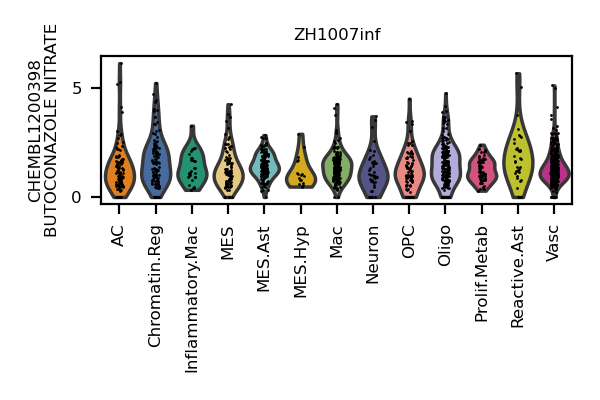 ZH1007inf
CHEMBL1200398
BUTOCONAZOLE NITRATE
5
0
AC
Chromatin.Reg
Inflammatory.Mac
MES
MES.Ast
MES.Hyp
Mac
Neuron
OPC
Oligo
Prolif.Metab
Reactive.Ast
Vasc